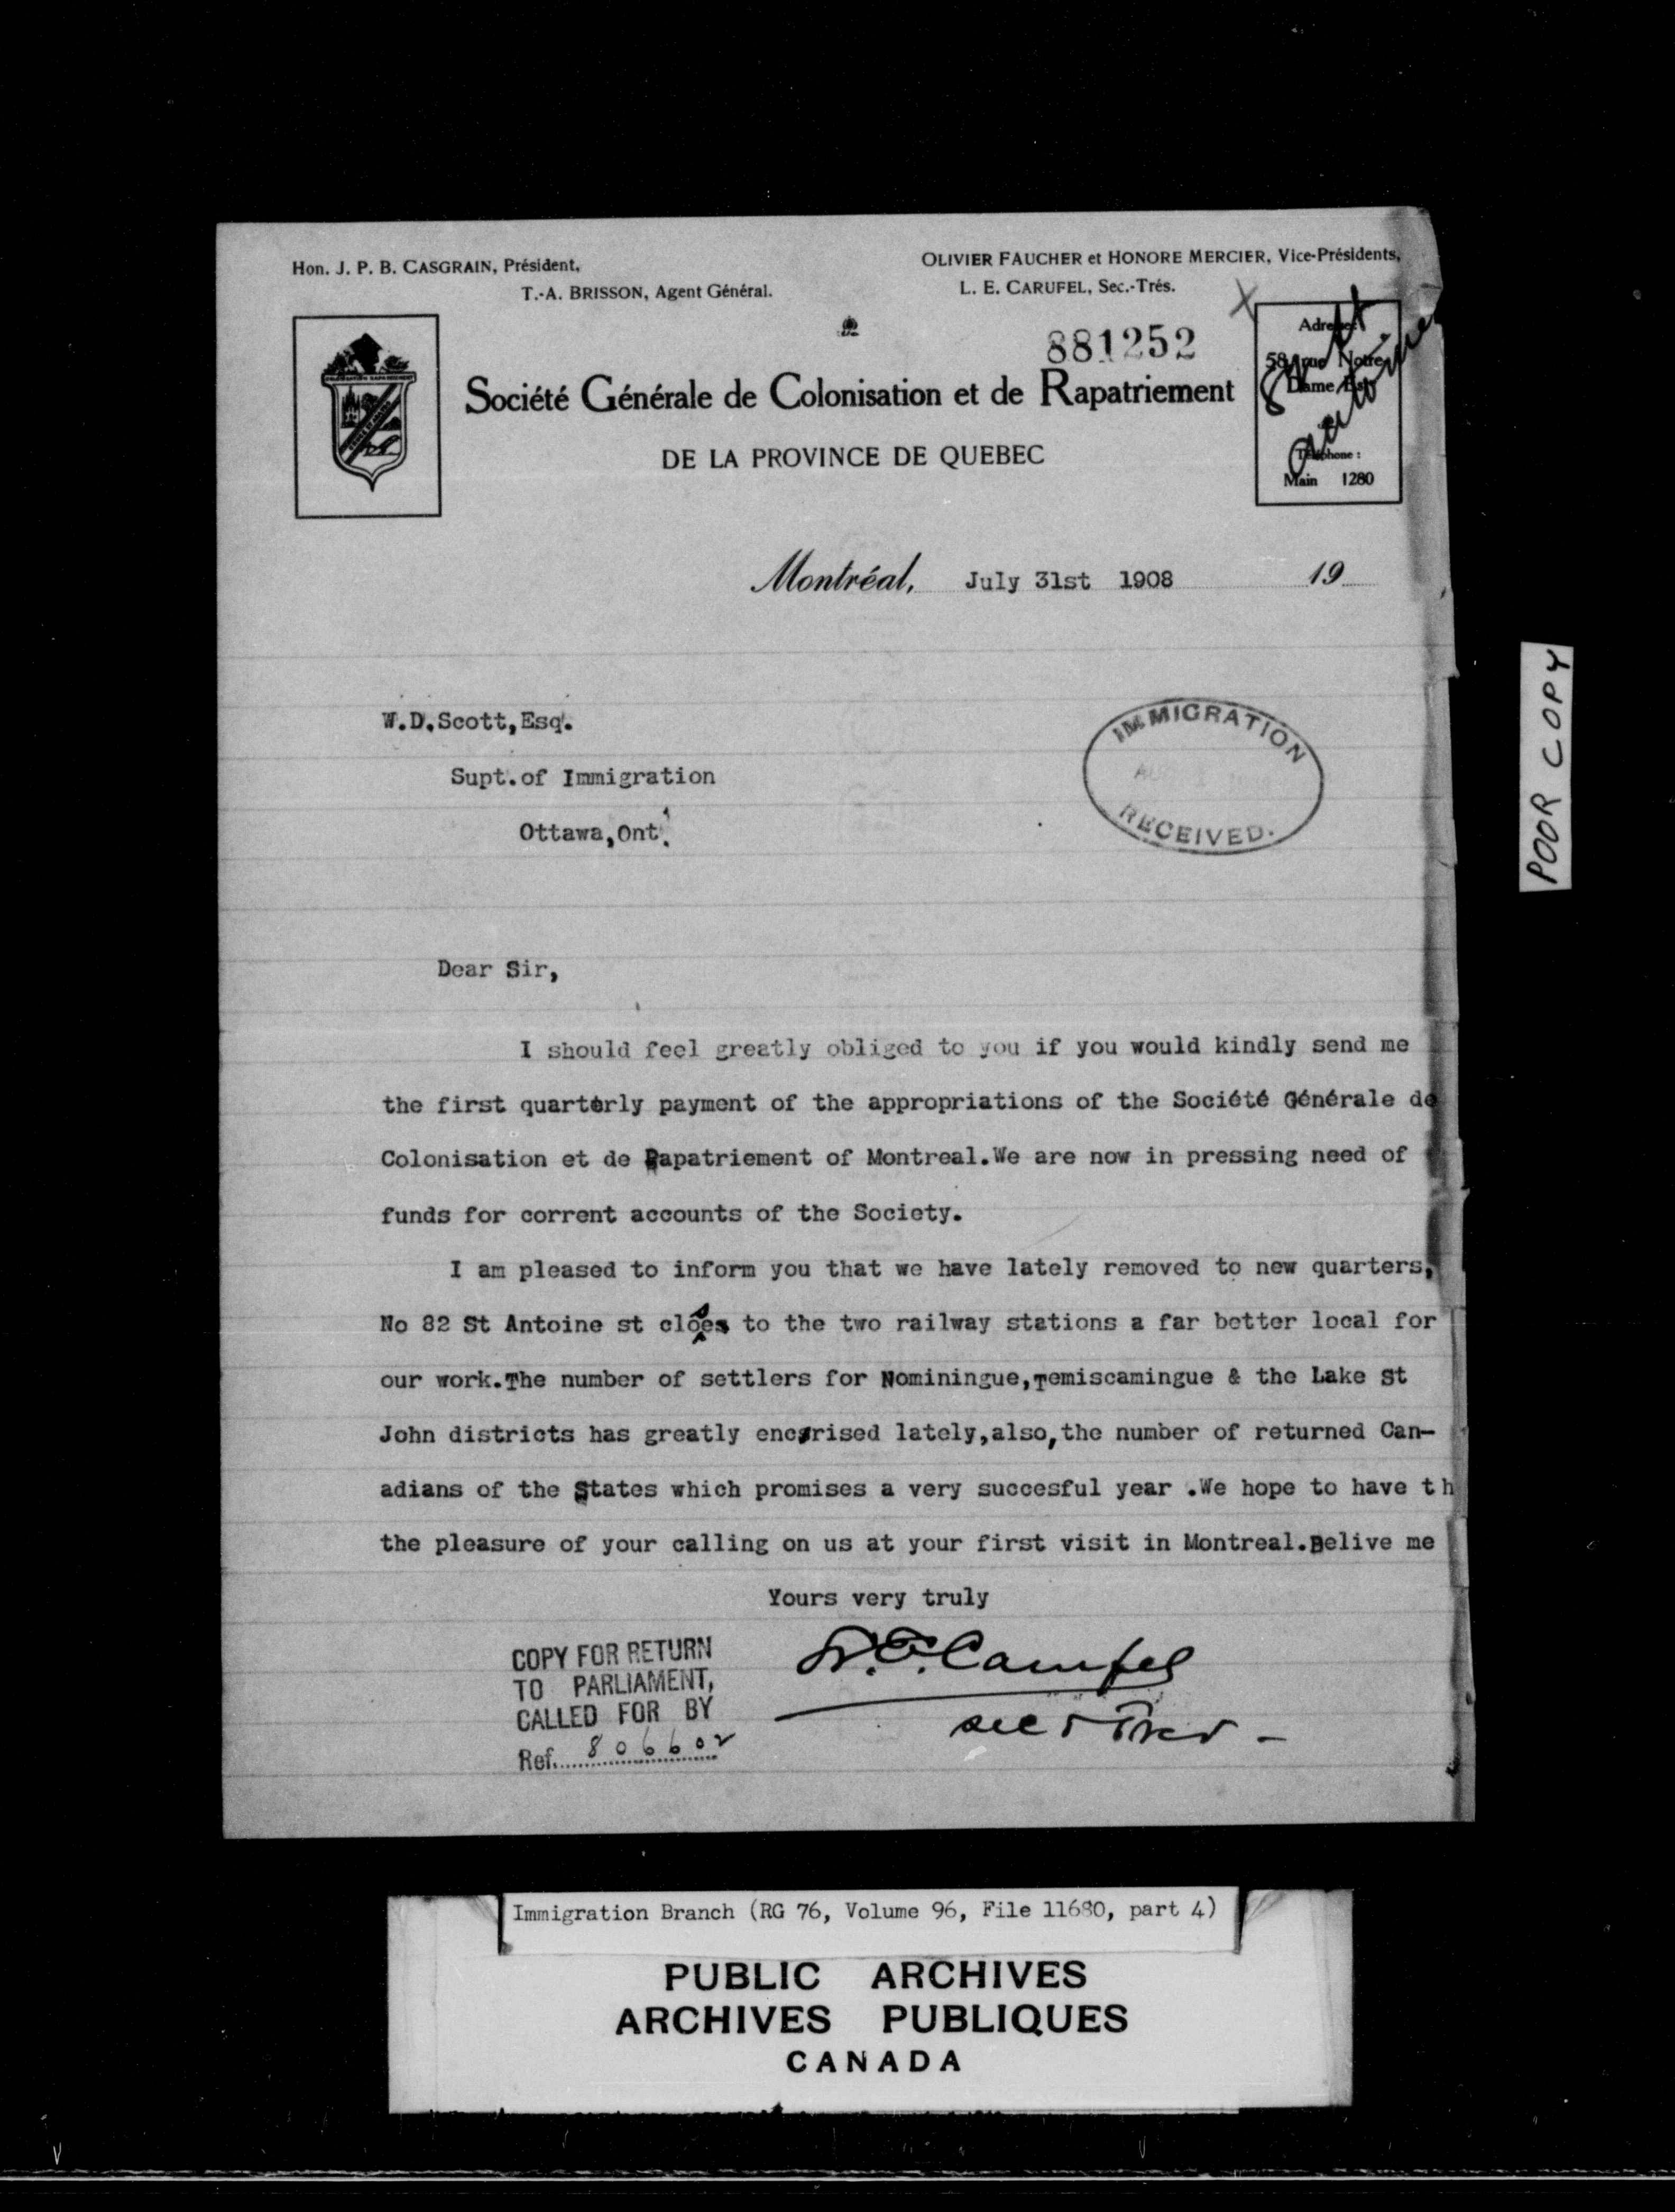 Hon. J. P. B. CASGRAIN, Président,
T.-A. BRISSON, Agent Général.
OLIVIER FAUCHER et HONORE MERCIER, Vice-Présidents,
L. E. CARUFEL, Sec.-Trés.
881252
Société Générale de Colonisation et de Rapatriement
DE LA PROVINCE DE QUEBEC
rue Notre
Dame Est
Téléphone :
Main 1280
Montréal, July 31st 1908 19
W.D.Scott,Esq.
Supt.of Immigration
Ottawa,Ont.
IMMIGRATION
AUG
RECEIVED.
POOR COPY
Dear Sir,
I should feel greatly obliged to you if you would kindly send me
the first quarterly payment of the appropriations of the Société Générale de
Colonisation et de Rapatriement of Montreal.We are now in pressing need of
funds for corrent accounts of the Society.
I am pleased to inform you that we have lately removed to new quarters,
No 82 St Antoine st close to the two railway stations a far better local for
our work.The number of settlers for Nominingue,Temiscamingue & the Lake St
John districts has greatly encrised lately,also,the number of returned Can-
adians of the States which promises a very succesful year .We hope to have th
the pleasure of your calling on us at your first visit in Montreal.Belive me
Yours very truly
L.E. Carufel
sec & Trés -
COPY FOR RETURN
TO PARLIAMENT,
CALLED FOR BY
Ref. 806602
Immigration Branch (RG 76, Volume 96, File 11680, part 4)
PUBLIC ARCHIVES
ARCHIVES PUBLIQUES
CANADA